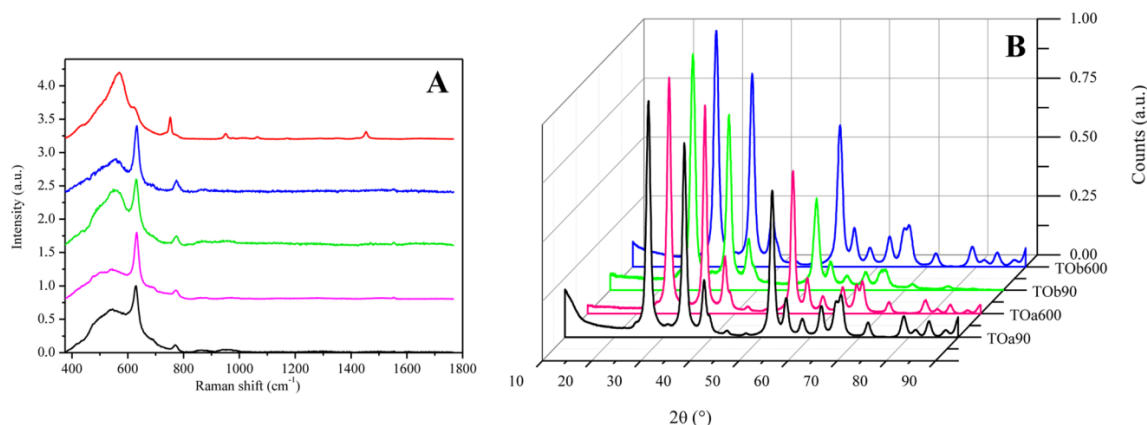 A
4.0
3.5
3.0
2.5
2.0
1.5
1.0
0.5
0.0
Intensity (a.u.)
400 600 800 1000 1200 1400 1600 1800
Raman shift (cm⁻¹)
B
1.00
0.75
0.50
0.25
0.00
Counts (a.u.)
TOb600
TOb90
TOa600
TOa90
10 20 30 40 50 60 70 80 90
2θ (°)